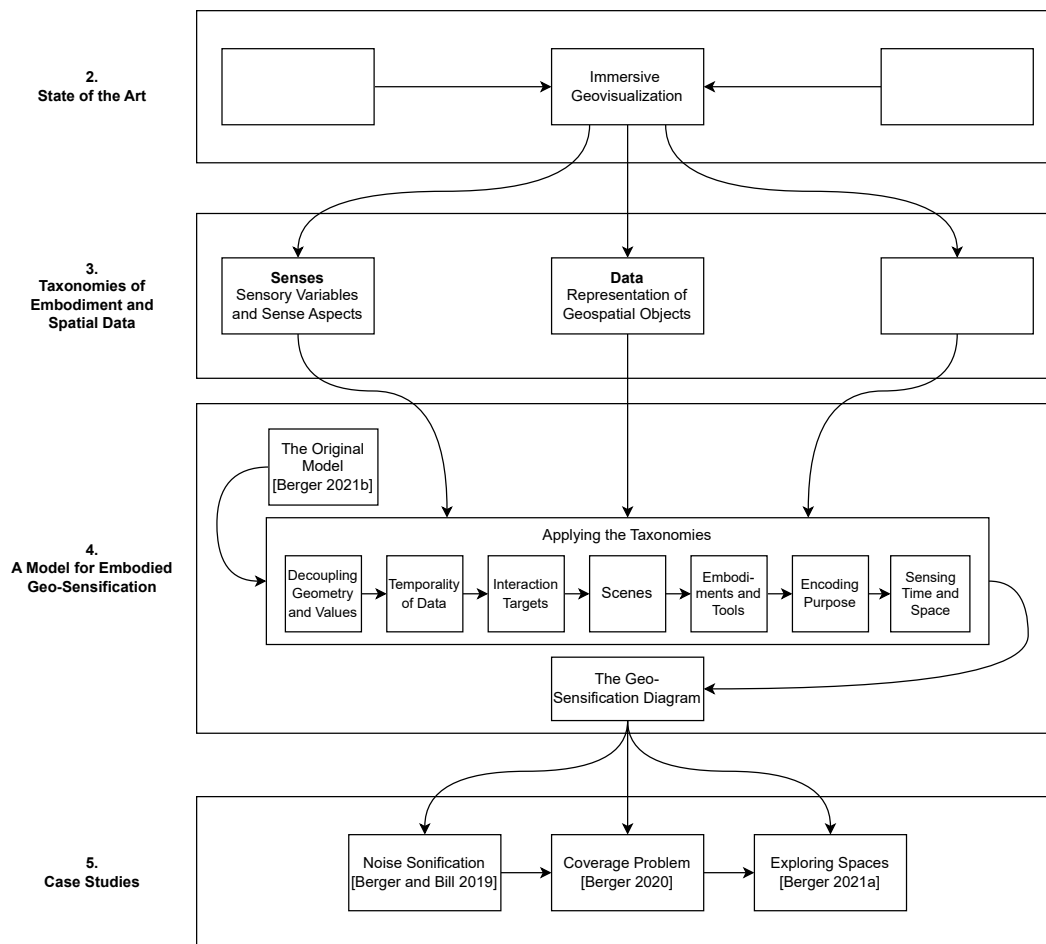 2.
State of the Art
Immersive
Geovisualization
3.
Taxonomies of
Embodiment and
Spatial Data
Senses
Sensory Variables
and Sense Aspects
Data
Representation of
Geospatial Objects
4.
A Model for Embodied
Geo-Sensification
The Original
Model
[Berger 2021b]
Applying the Taxonomies
Decoupling
Geometry
and Values
Temporality
of Data
Interaction
Targets
Scenes
Embodi-
ments and
Tools
Encoding
Purpose
Sensing
Time and
Space
The Geo-
Sensification Diagram
5.
Case Studies
Noise Sonification
[Berger and Bill 2019]
Coverage Problem
[Berger 2020]
Exploring Spaces
[Berger 2021a]